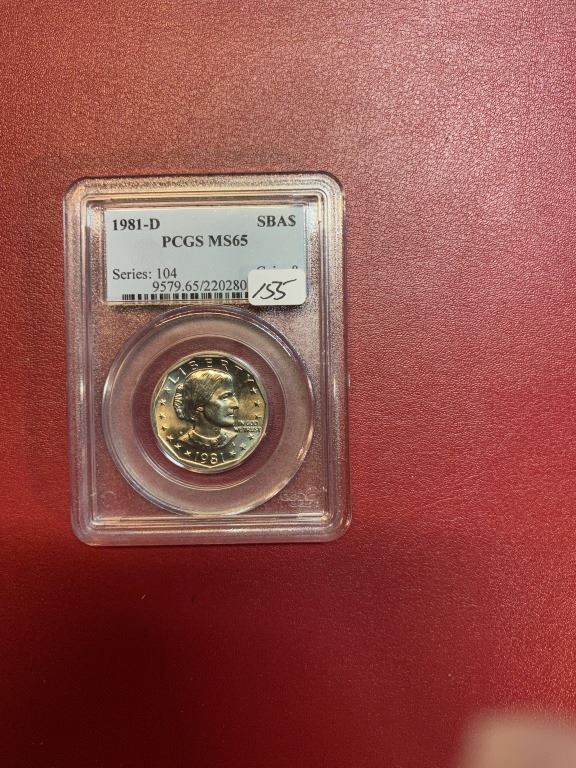 1981-D SBA$
PCGS MS65
Series: 104
9579.65/220280
155
LIBERTY
IN GOD
WE TRUST
1981